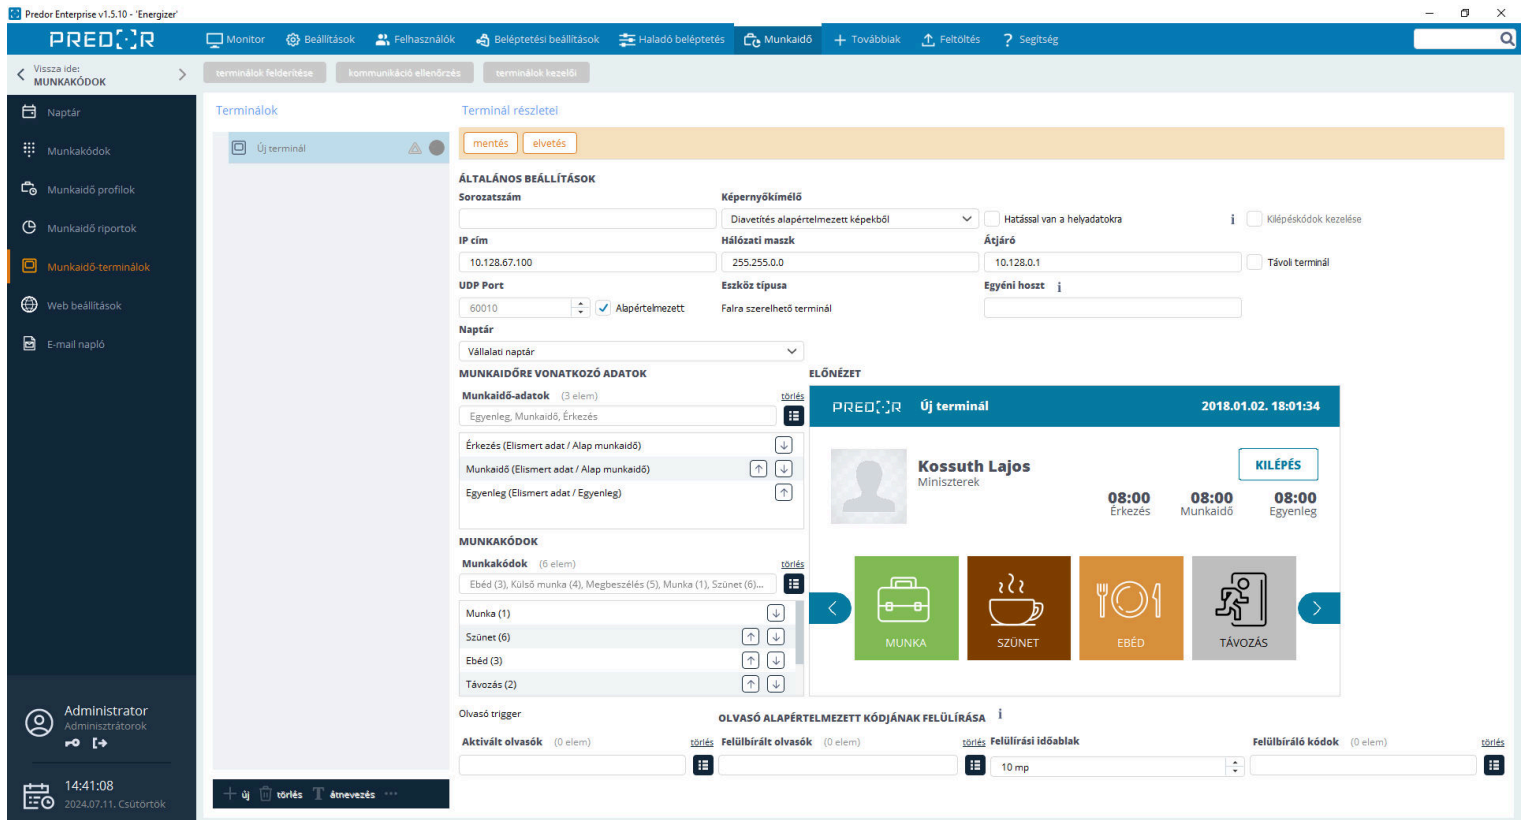 Predor Enterprise v1.5.10 - 'Energizer'
PREDOR
Monitor
Beállítások
Felhasználók
Beléptetési beállítások
Haladó beléptetés
Munkaidő
Továbbiak
Feltöltés
? Segítség
Vissza ide:
MUNKAKÓDOK
terminálok felderítése
kommunikáció ellenőrzés
terminálok kezelői
Naptár
Munkakódok
Munkaidő profilok
Munkaidő riportok
Munkaidő-terminálok
Web beállítások
E-mail napló
Administrator
Adminisztrátorok
14:41:08
2024.07.11. Csütörtök
Terminálok
Új terminál
+ új
törlés
átnevezés ...
Terminál részletei
mentés
elvetés
ÁLTALÁNOS BEÁLLÍTÁSOK
Sorozatszám
Képernyőkímélő
Diavetítés alapértelmezett képekből
Hatással van a helyadatokra
i
Kilépéskódok kezelése
IP cím
Hálózati maszk
Átjáró
10.128.67.100
255.255.0.0
10.128.0.1
Távoli terminál
UDP Port
Eszköz típusa
Egyéni hoszt i
60010
Alapértelmezett
Falra szerelhető terminál
Naptár
Vállalati naptár
MUNKAIDŐRE VONATKOZÓ ADATOK
Munkaidő-adatok (3 elem)
törlés
Egyenleg, Munkaidő, Érkezés
Érkezés (Elismert adat / Alap munkaidő)
Munkaidő (Elismert adat / Alap munkaidő)
Egyenleg (Elismert adat / Egyenleg)
MUNKAKÓDOK
Munkakódok (6 elem)
törlés
Ebéd (3), Külső munka (4), Megbeszélés (5), Munka (1), Szünet (6)...
Munka (1)
Szünet (6)
Ebéd (3)
Távozás (2)
ELŐNÉZET
PREDOR Új terminál
2018.01.02. 18:01:34
Kossuth Lajos
Miniszterek
KILÉPÉS
08:00 08:00 08:00
Érkezés Munkaidő Egyenleg
MUNKA
SZÜNET
EBÉD
TÁVOZÁS
Olvasó trigger
OLVASÓ ALAPÉRTELMEZETT KÓDJÁNAK FELÜLÍRÁSA i
Aktivált olvasók (0 elem)
törlés
Felülbírált olvasók (0 elem)
törlés
Felülírási időablak
Felülbíráló kódok (0 elem)
törlés
10 mp